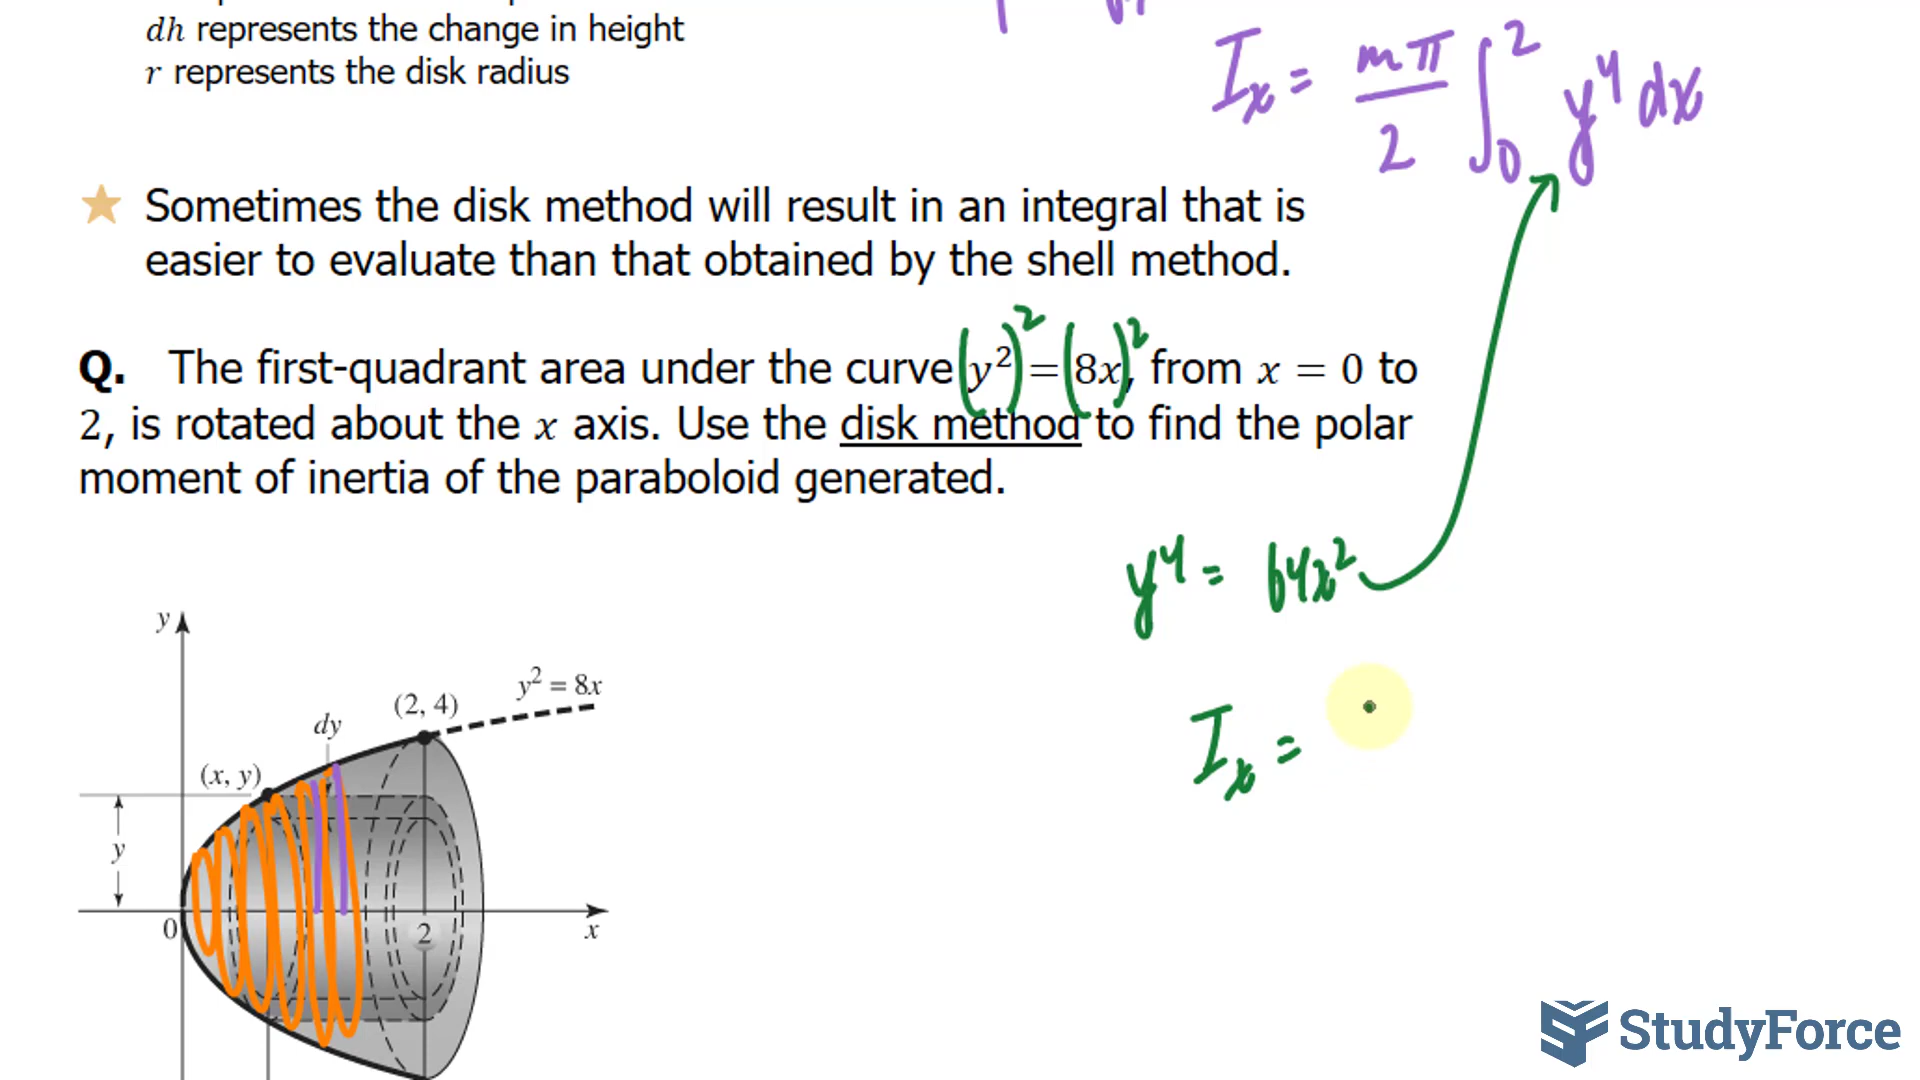 dh represents the change in height
r represents the disk radius
I_x = mπ/2 ∫₀² y⁴ dx
Sometimes the disk method will result in an integral that is
easier to evaluate than that obtained by the shell method.
Q. The first-quadrant area under the curve (y²)² = (8x)², from x = 0 to
2, is rotated about the x axis. Use the disk method to find the polar
moment of inertia of the paraboloid generated.
y⁴ = 64x²
I_x =
y
y² = 8x
(2, 4)
dy
(x, y)
y
0
2
x
StudyForce